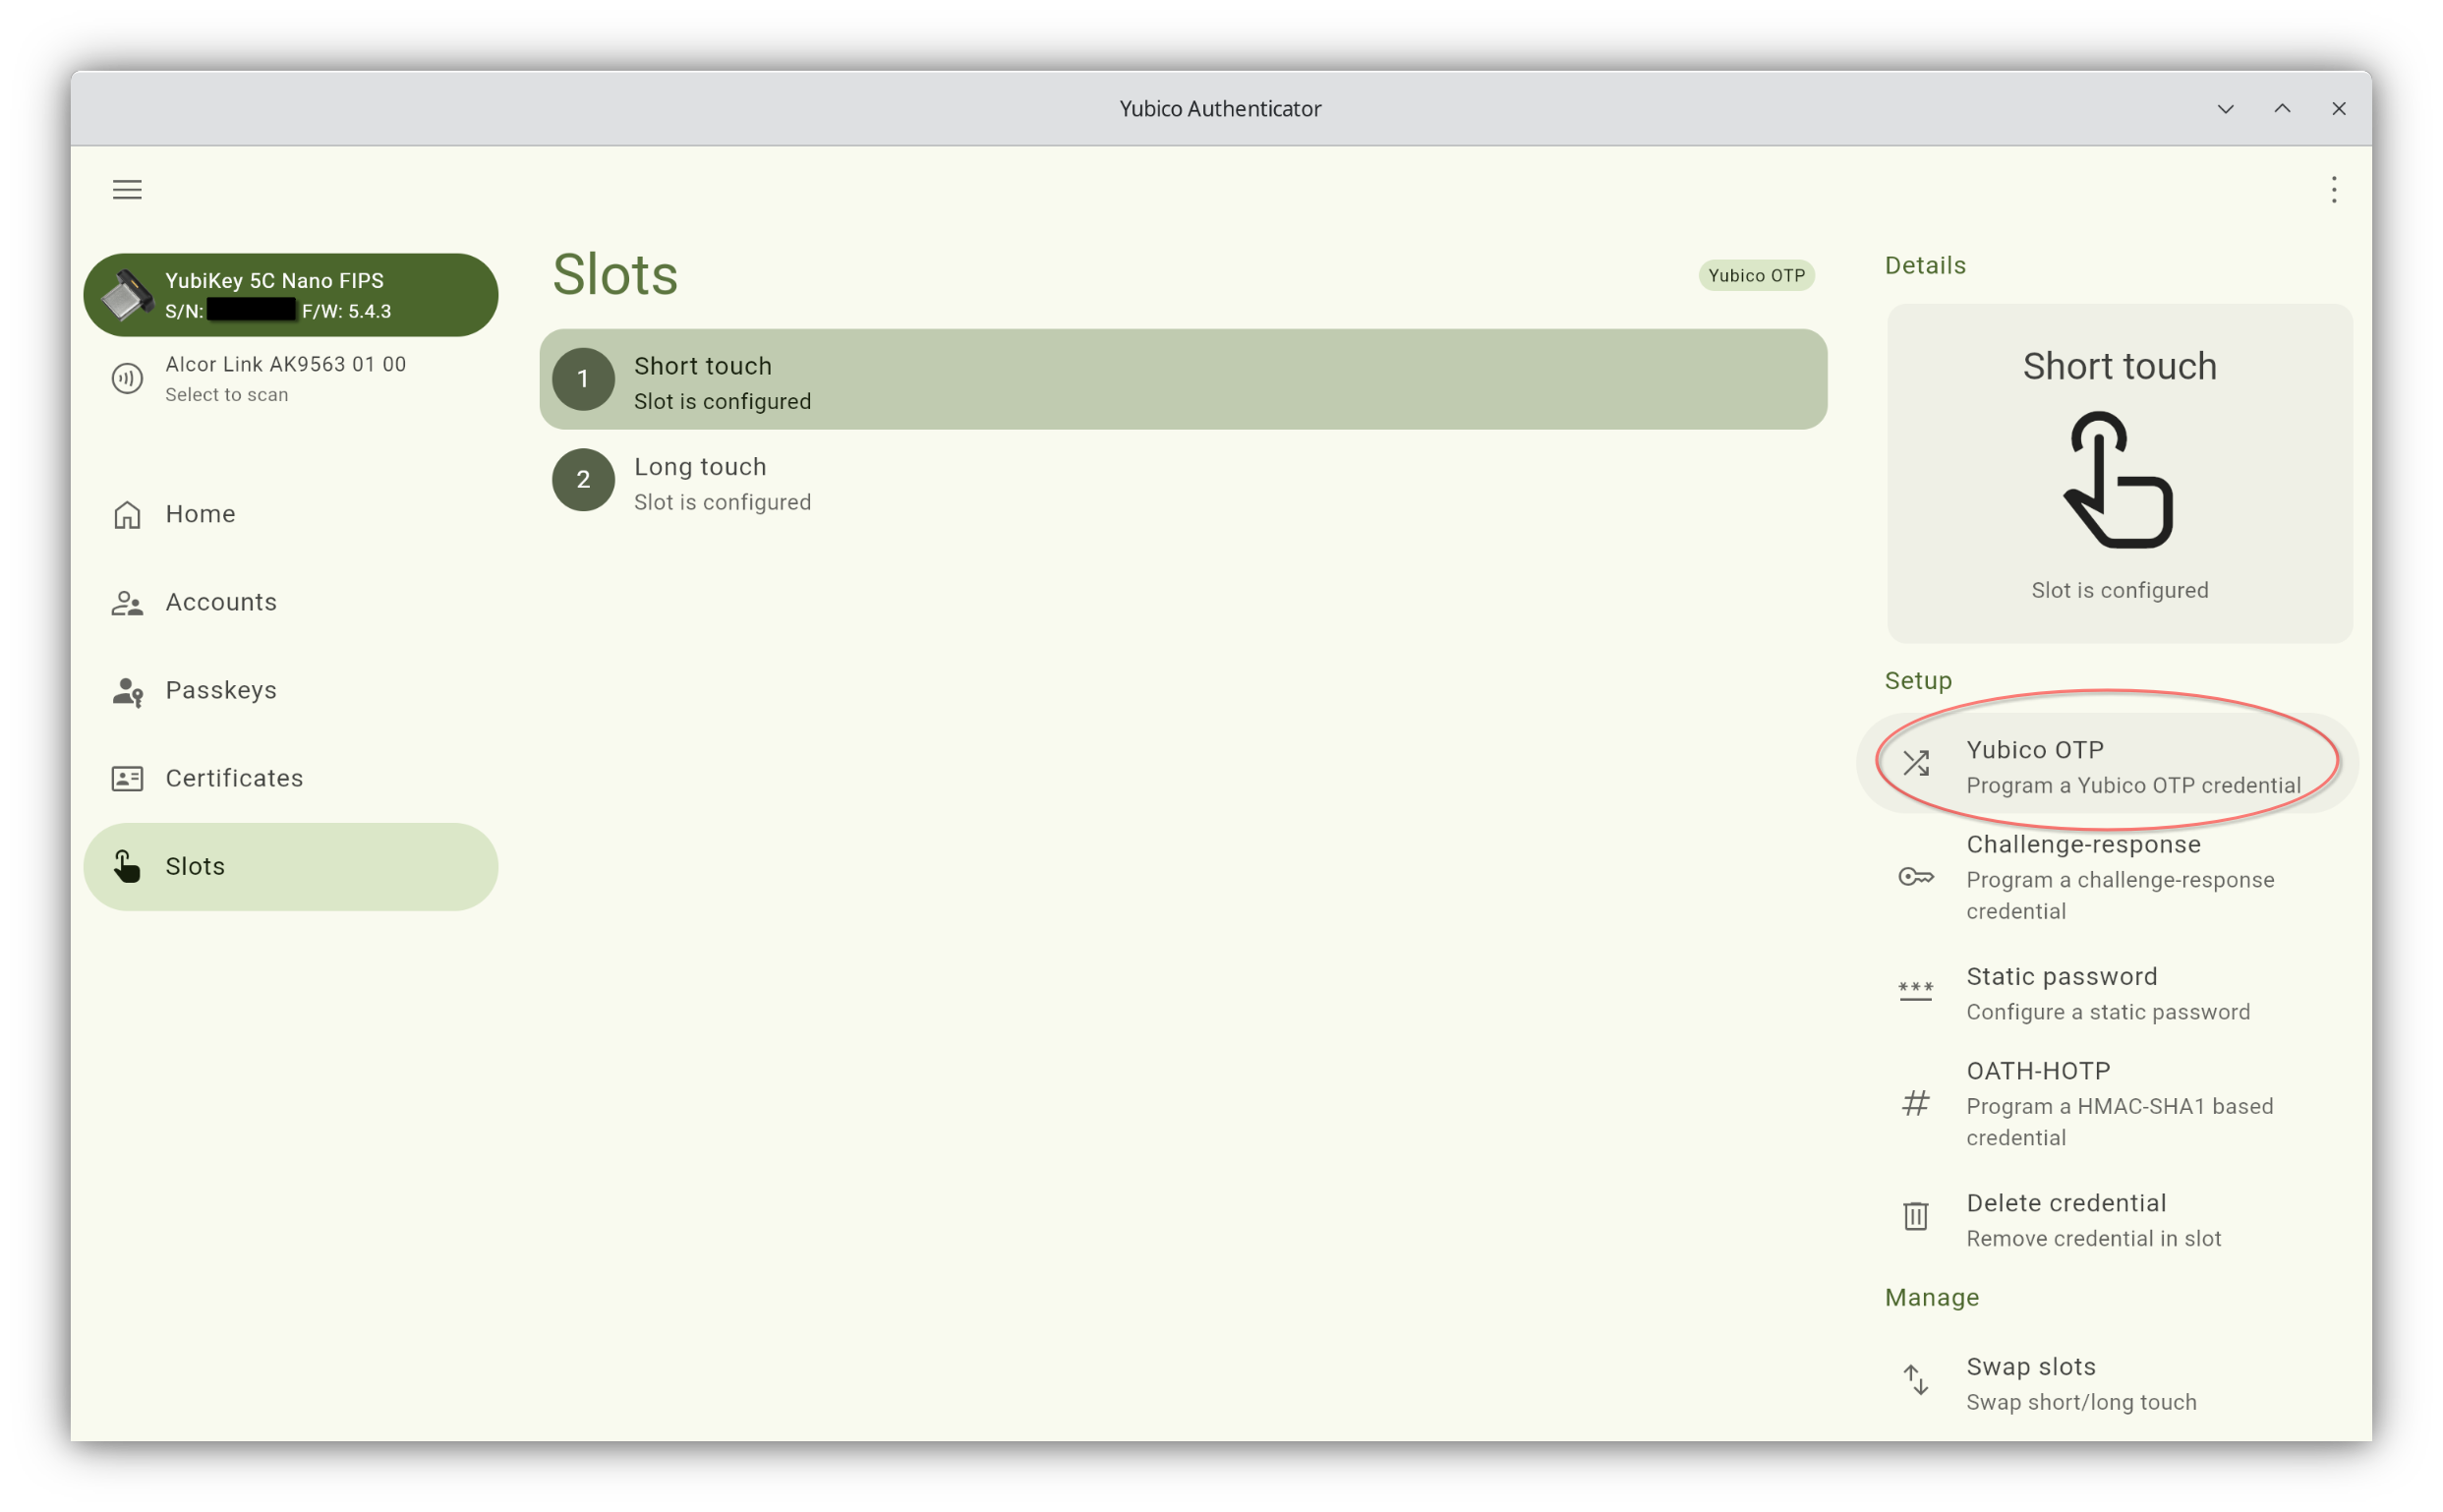 Yubico Authenticator
YubiKey 5C Nano FIPS
S/N: F/W: 5.4.3
Alcor Link AK9563 01 00
Select to scan
Home
Accounts
Passkeys
Certificates
Slots
Slots
Yubico OTP
1
Short touch
Slot is configured
2
Long touch
Slot is configured
Details
Short touch
Slot is configured
Setup
Yubico OTP
Program a Yubico OTP credential
Challenge-response
Program a challenge-response
credential
***
Static password
Configure a static password
#
OATH-HOTP
Program a HMAC-SHA1 based
credential
Delete credential
Remove credential in slot
Manage
Swap slots
Swap short/long touch